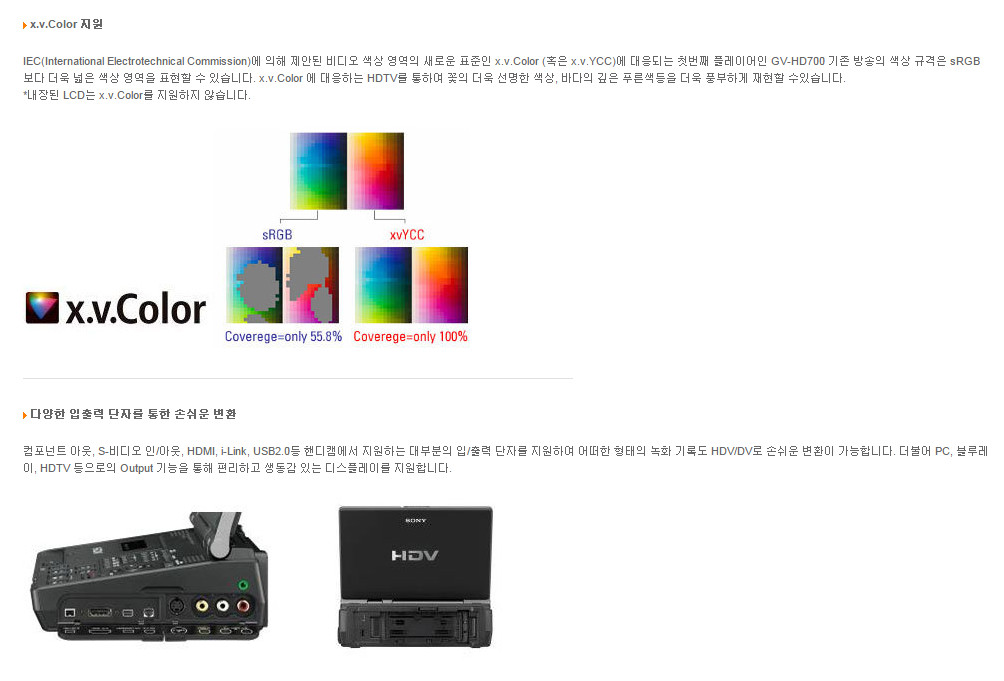 x.v.Color 지원
IEC(International Electrotechnical Commission)에 의해 제안된 비디오 색상 영역의 새로운 표준인 x.v.Color (혹은 x.v.YCC)에 대응되는 첫번째 플레이어인 GV-HD700 기존 방송의 색상 규격은 sRGB
보다 더욱 넓은 색상 영역을 표현할 수 있습니다. x.v.Color 에 대응하는 HDTV를 통하여 꽃의 더욱 선명한 색상, 바다의 깊은 푸른색등을 더욱 풍부하게 재현할 수있습니다.
*내장된 LCD는 x.v.Color를 지원하지 않습니다.
sRGB
xvYCC
x.v.Color
Coverege=only 55.8%
Coverege=only 100%
다양한 입출력 단자를 통한 손쉬운 변환
컴포넌트 아웃, S-비디오 인/아웃, HDMI, i-Link, USB2.0등 핸디캠에서 지원하는 대부분의 입/출력 단자를 지원하여 어떠한 형태의 녹화 기록도 HDV/DV로 손쉬운 변환이 가능합니다. 더불어 PC, 블루레
이, HDTV 등으로의 Output 기능을 통해 편리하고 생동감 있는 디스플레이를 지원합니다.
SONY
HDV